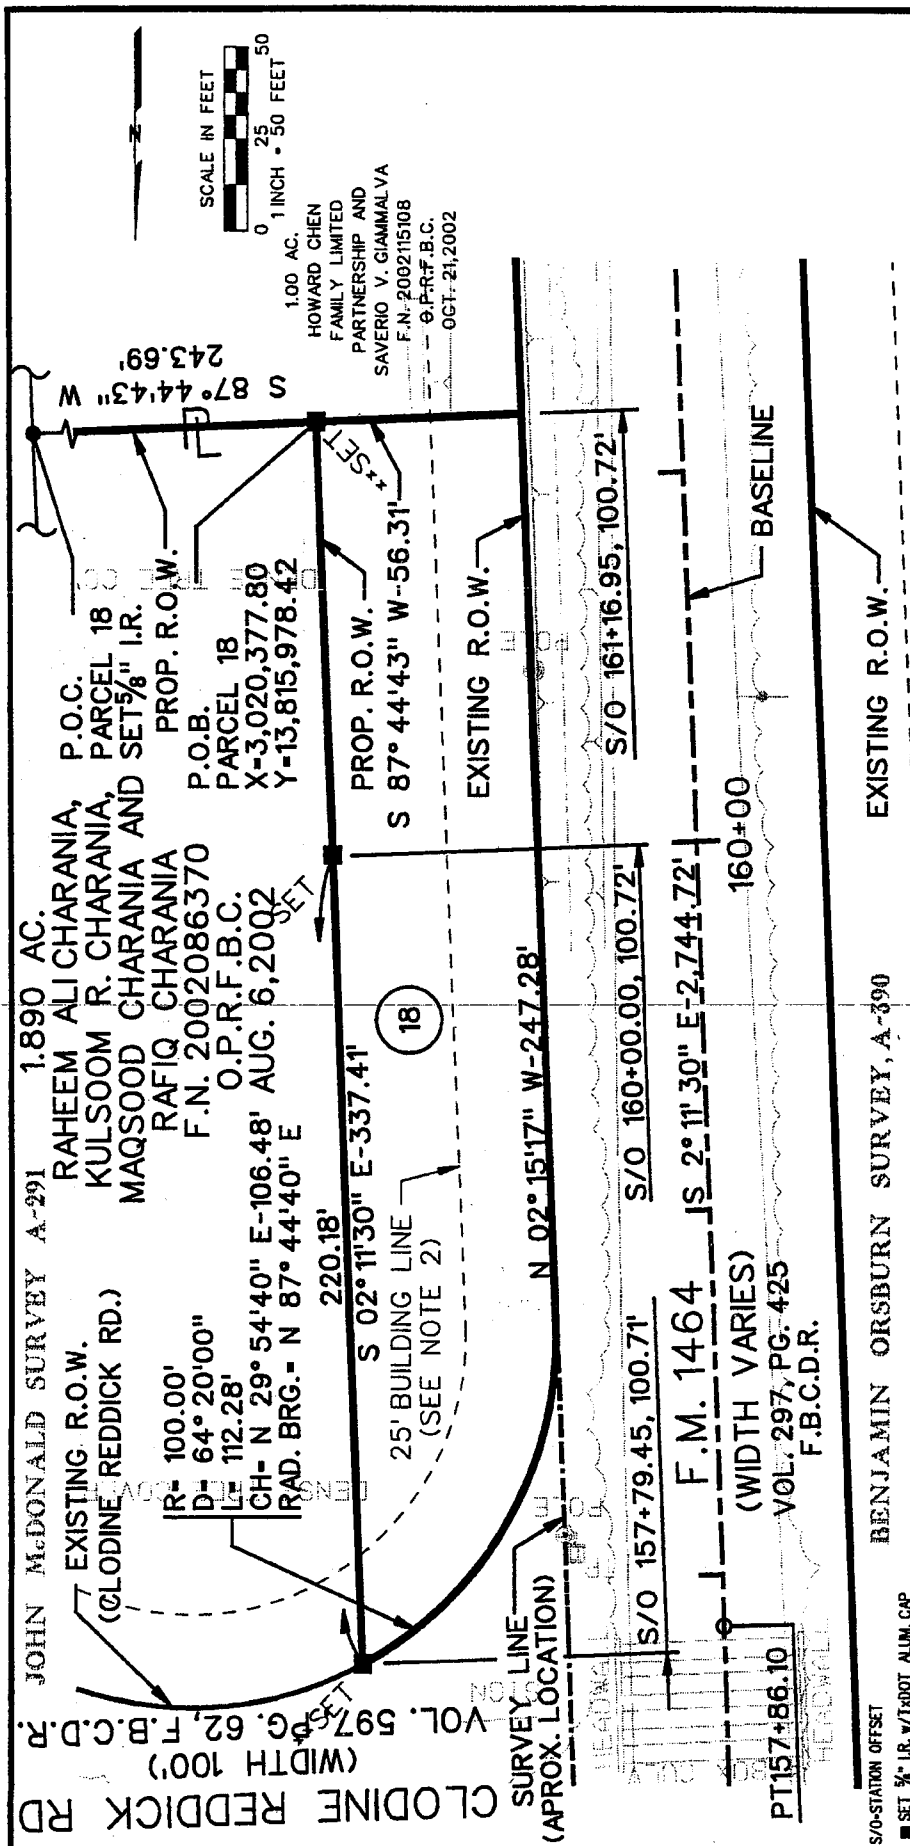 SCALE IN FEET
0 25 50
1 INCH = 50 FEET
Z
1.00 AC.
HOWARD CHEN
FAMILY LIMITED
PARTNERSHIP AND
SAVERIO V. GIAMMALVA
F.N. 2002115108
O.P.R.F.B.C.
OCT. 21,2002
S 87°44'43" W
243.69'
PL
P.O.C.
PARCEL 18
SET 5/8" I.R.
PROP. R.O.W.
P.O.B.
PARCEL 18
X=3,020,377.80
Y=13,815,978.42
JOHN McDONALD SURVEY A-291
1.890 AC.
RAHEEM ALI CHARANIA,
KULSOOM R. CHARANIA,
MAQSOOD CHARANIA AND
RAFIQ CHARANIA
F.N. 2002086370
O.P.R.F.B.C.
AUG. 6,2002
EXISTING R.O.W.
(CLODINE REDDICK RD.)
R= 100.00'
D= 64°20'00"
L= 112.28'
CH= N 29°54'40" E-106.48'
RAD. BRG.= N 87°44'40" E
220.18'
S 02°11'30" E-337.41'
SET
**SET
*SET
PROP. R.O.W.
S 87°44'43" W-56.31'
18
25' BUILDING LINE
(SEE NOTE 2)
EXISTING R.O.W.
N 02°15'17" W-247.28'
POLE
POLE
S/O 161+16.95, 100.72'
S/O 160+00.00, 100.72'
S/O 157+79.45, 100.71'
BASELINE
S 2°11'30" E-2,744.72'
160+00
F.M. 1464
(WIDTH VARIES)
VOL. 297, PG. 425
F.B.C.D.R.
PT157+86.10
EXISTING R.O.W.
SURVEY LINE
(APROX. LOCATION)
CLODINE REDDICK RD
(WIDTH 100')
VOL. 597, PG. 62, F.B.C.D.R.
BENJAMIN ORSBURN SURVEY, A-390
S/O-STATION OFFSET
■ SET 5/8" I.R. w/TxDOT ALUM. CAP